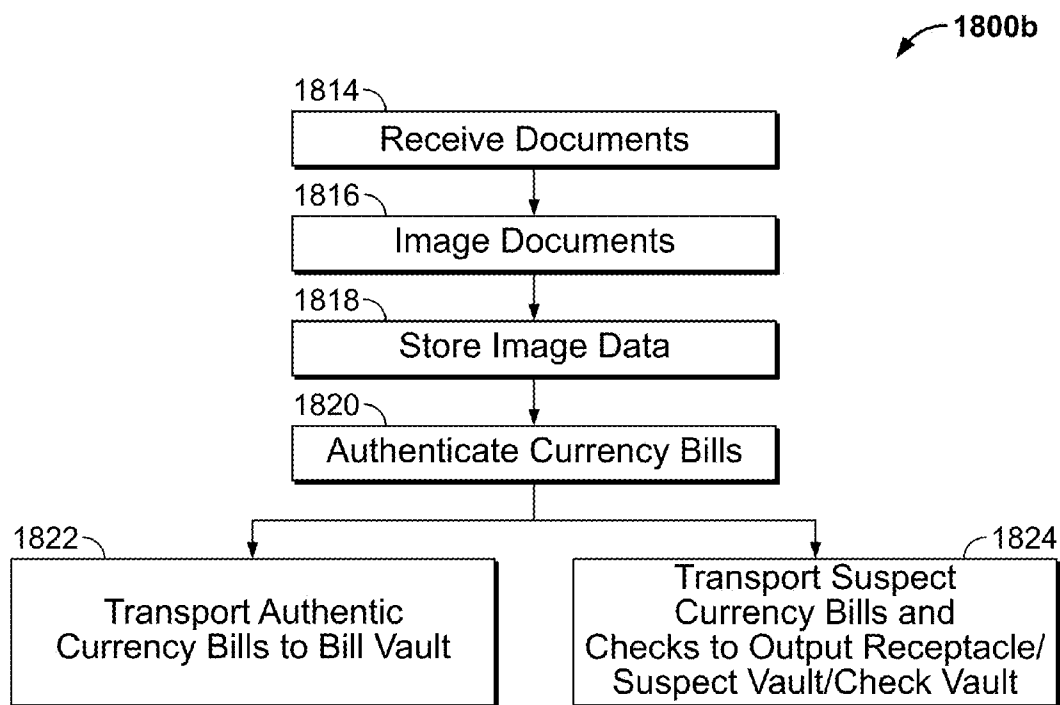 1800b
1814
Receive Documents
1816
Image Documents
1818
Store Image Data
1820
Authenticate Currency Bills
1822
Transport Authentic
Currency Bills to Bill Vault
1824
Transport Suspect
Currency Bills and
Checks to Output Receptacle/
Suspect Vault/Check Vault